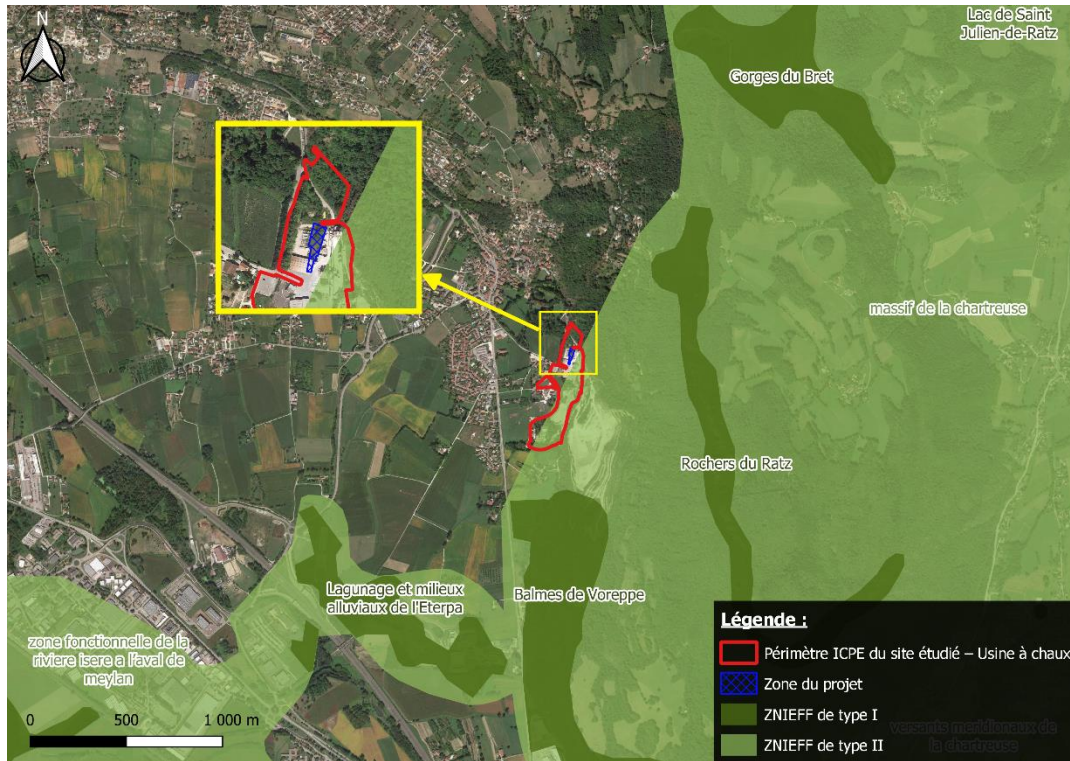 N
Lac de Saint
Julien-de-Ratz
Gorges du Bret
massif de la chartreuse
Rochers du Ratz
Lagunage et milieux
alluviaux de l'Eterpa
Balmes de Voreppe
zone fonctionnelle de la
riviere isere a l'aval de
meylan
0 500 1 000 m
Légende :
Périmètre ICPE du site étudié – Usine à chaux
Zone du projet
ZNIEFF de type I
ZNIEFF de type II
versants meridionaux de
la chartreuse